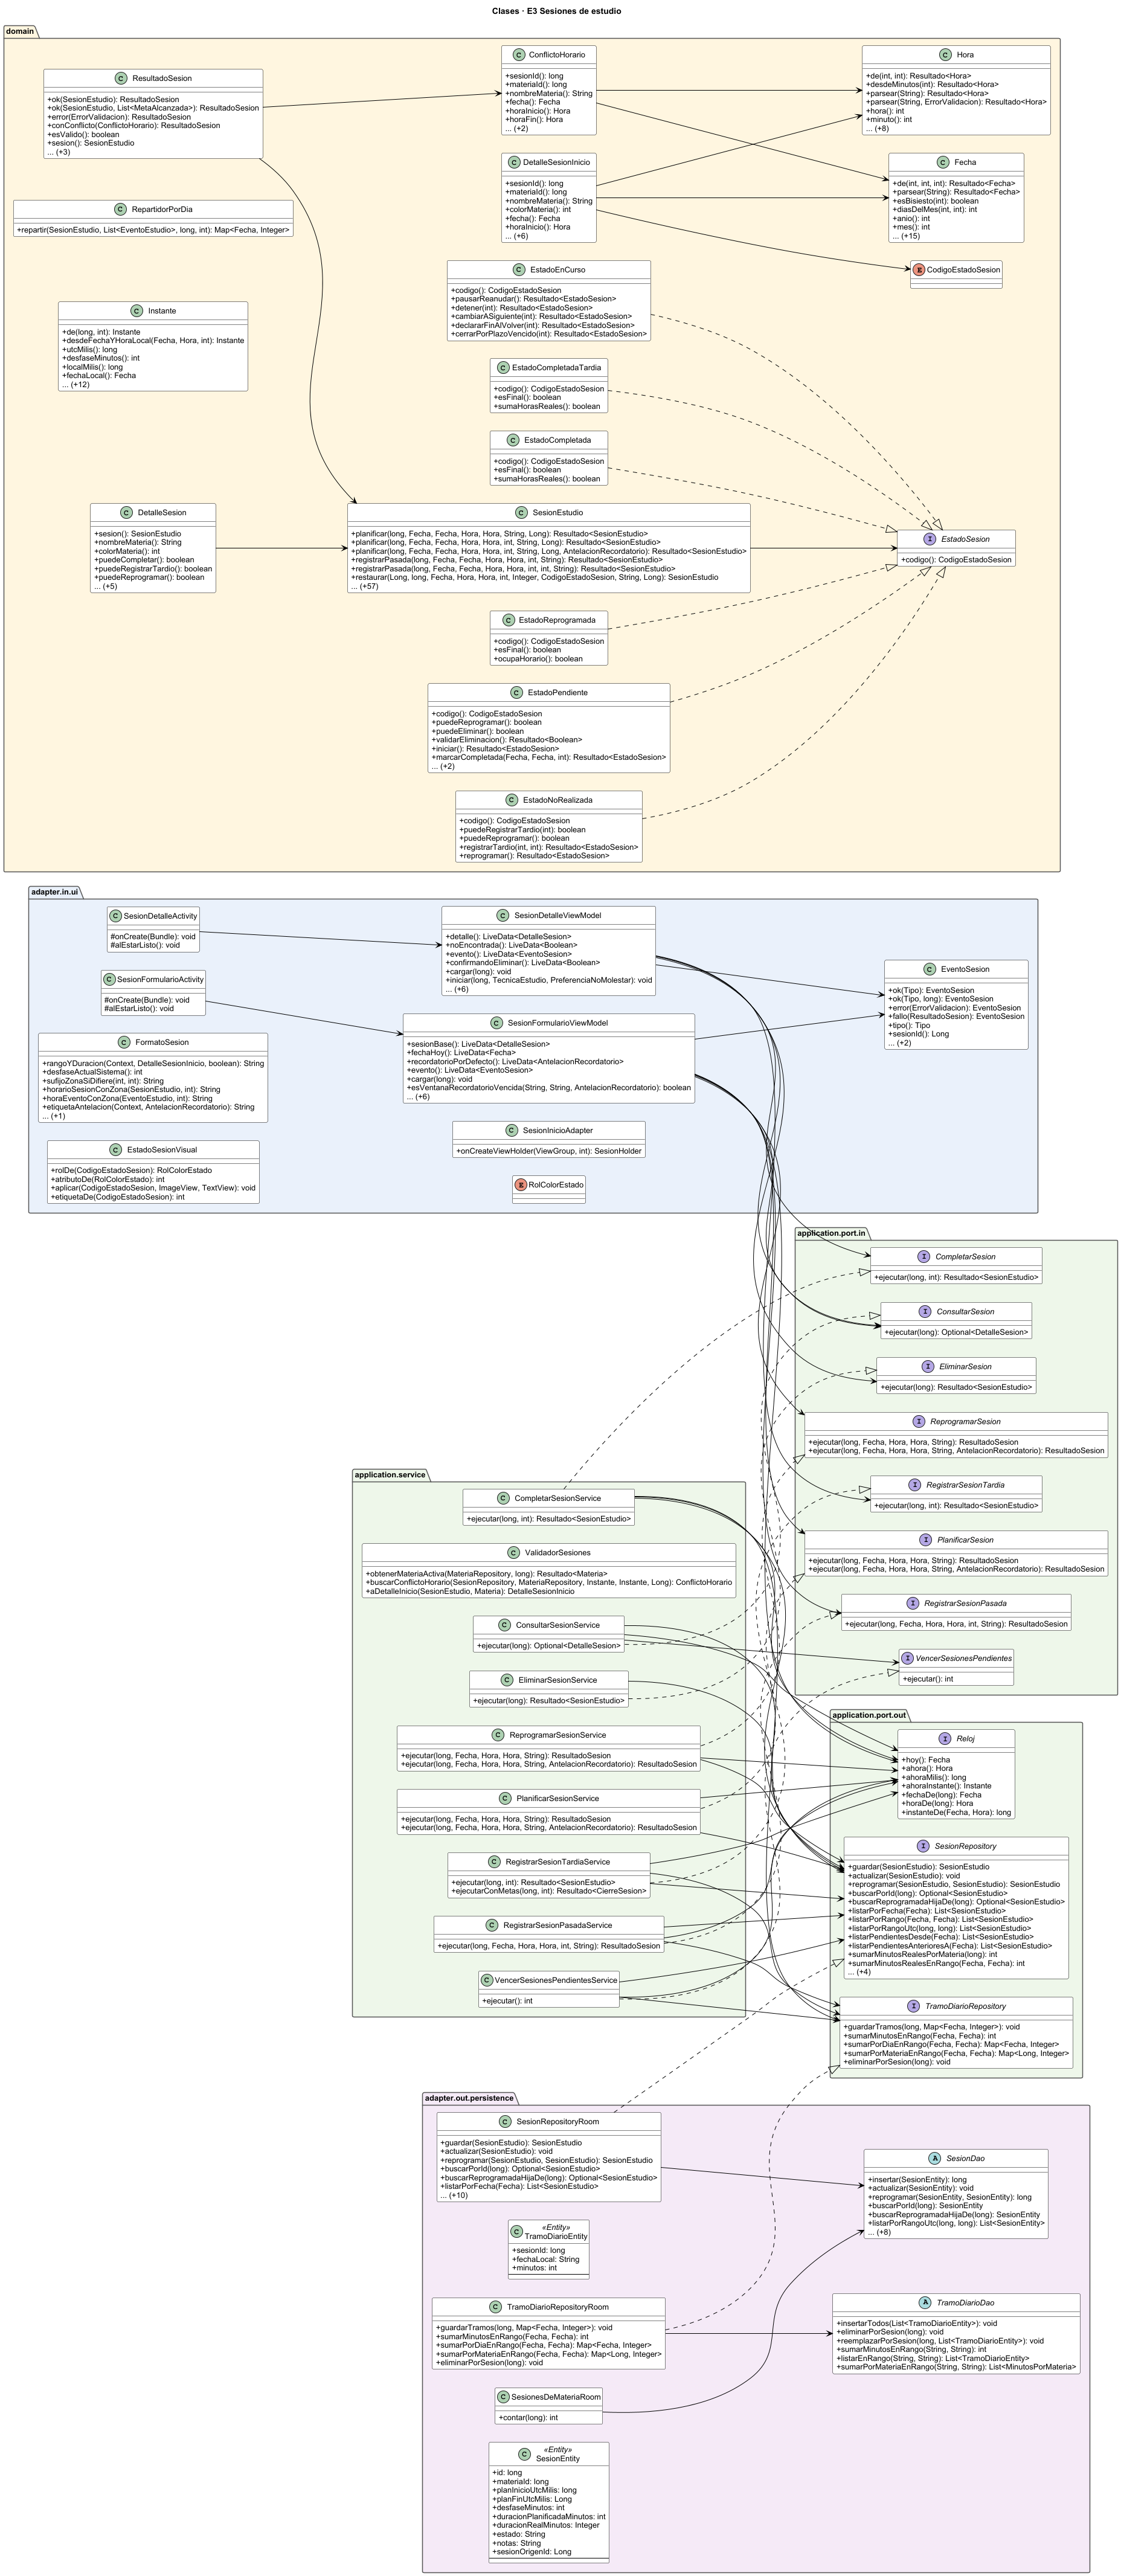 Clases · E3 Sesiones de estudio
domain
ResultadoSesion
+ok(SesionEstudio): ResultadoSesion
+ok(SesionEstudio, List<MetaAlcanzada>): ResultadoSesion
+error(ErrorValidacion): ResultadoSesion
+conConflicto(ConflictoHorario): ResultadoSesion
+esValido(): boolean
+sesion(): SesionEstudio
... (+3)
ConflictoHorario
+sesionId(): long
+materiaId(): long
+nombreMateria(): String
+fecha(): Fecha
+horaInicio(): Hora
+horaFin(): Hora
... (+2)
Hora
+de(int, int): Resultado<Hora>
+desdeMinutos(int): Resultado<Hora>
+parsear(String): Resultado<Hora>
+parsear(String, ErrorValidacion): Resultado<Hora>
+hora(): int
+minuto(): int
... (+8)
DetalleSesionInicio
+sesionId(): long
+materiaId(): long
+nombreMateria(): String
+colorMateria(): int
+fecha(): Fecha
+horaInicio(): Hora
... (+6)
Fecha
+de(int, int, int): Resultado<Fecha>
+parsear(String): Resultado<Fecha>
+esBisiesto(int): boolean
+diasDelMes(int, int): int
+anio(): int
+mes(): int
... (+15)
RepartidorPorDia
+repartir(SesionEstudio, List<EventoEstudio>, long, int): Map<Fecha, Integer>
CodigoEstadoSesion
EstadoEnCurso
+codigo(): CodigoEstadoSesion
+pausarReanudar(): Resultado<EstadoSesion>
+detener(int): Resultado<EstadoSesion>
+cambiarASiguiente(int): Resultado<EstadoSesion>
+declararFinAlVolver(int): Resultado<EstadoSesion>
+cerrarPorPlazoVencido(int): Resultado<EstadoSesion>
Instante
+de(long, int): Instante
+desdeFechaYHoraLocal(Fecha, Hora, int): Instante
+utcMilis(): long
+desfaseMinutos(): int
+localMilis(): long
+fechaLocal(): Fecha
... (+12)
EstadoCompletadaTardia
+codigo(): CodigoEstadoSesion
+esFinal(): boolean
+sumaHorasReales(): boolean
EstadoCompletada
+codigo(): CodigoEstadoSesion
+esFinal(): boolean
+sumaHorasReales(): boolean
DetalleSesion
+sesion(): SesionEstudio
+nombreMateria(): String
+colorMateria(): int
+puedeCompletar(): boolean
+puedeRegistrarTardio(): boolean
+puedeReprogramar(): boolean
... (+5)
SesionEstudio
+planificar(long, Fecha, Fecha, Hora, Hora, String, Long): Resultado<SesionEstudio>
+planificar(long, Fecha, Fecha, Hora, Hora, int, String, Long): Resultado<SesionEstudio>
+planificar(long, Fecha, Fecha, Hora, Hora, int, String, Long, AntelacionRecordatorio): Resultado<SesionEstudio>
+registrarPasada(long, Fecha, Fecha, Hora, Hora, int, String): Resultado<SesionEstudio>
+registrarPasada(long, Fecha, Fecha, Hora, Hora, int, int, String): Resultado<SesionEstudio>
+restaurar(Long, long, Fecha, Hora, Hora, int, Integer, CodigoEstadoSesion, String, Long): SesionEstudio
... (+57)
EstadoSesion
+codigo(): CodigoEstadoSesion
EstadoReprogramada
+codigo(): CodigoEstadoSesion
+esFinal(): boolean
+ocupaHorario(): boolean
EstadoPendiente
+codigo(): CodigoEstadoSesion
+puedeReprogramar(): boolean
+puedeEliminar(): boolean
+validarEliminacion(): Resultado<Boolean>
+iniciar(): Resultado<EstadoSesion>
+marcarCompletada(Fecha, Fecha, int): Resultado<EstadoSesion>
... (+2)
EstadoNoRealizada
+codigo(): CodigoEstadoSesion
+puedeRegistrarTardio(int): boolean
+puedeReprogramar(): boolean
+registrarTardio(int, int): Resultado<EstadoSesion>
+reprogramar(): Resultado<EstadoSesion>
adapter.in.ui
SesionDetalleActivity
#onCreate(Bundle): void
#alEstarListo(): void
SesionDetalleViewModel
+detalle(): LiveData<DetalleSesion>
+noEncontrada(): LiveData<Boolean>
+evento(): LiveData<EventoSesion>
+confirmandoEliminar(): LiveData<Boolean>
+cargar(long): void
+iniciar(long, TecnicaEstudio, PreferenciaNoMolestar): void
... (+6)
SesionFormularioActivity
#onCreate(Bundle): void
#alEstarListo(): void
EventoSesion
+ok(Tipo): EventoSesion
+ok(Tipo, long): EventoSesion
+error(ErrorValidacion): EventoSesion
+fallo(ResultadoSesion): EventoSesion
+tipo(): Tipo
+sesionId(): Long
... (+2)
SesionFormularioViewModel
+sesionBase(): LiveData<DetalleSesion>
+fechaHoy(): LiveData<Fecha>
+recordatorioPorDefecto(): LiveData<AntelacionRecordatorio>
+evento(): LiveData<EventoSesion>
+cargar(long): void
+esVentanaRecordatorioVencida(String, String, AntelacionRecordatorio): boolean
... (+6)
FormatoSesion
+rangoYDuracion(Context, DetalleSesionInicio, boolean): String
+desfaseActualSistema(): int
+sufijoZonaSiDifiere(int, int): String
+horarioSesionConZona(SesionEstudio, int): String
+horaEventoConZona(EventoEstudio, int): String
+etiquetaAntelacion(Context, AntelacionRecordatorio): String
... (+1)
SesionInicioAdapter
+onCreateViewHolder(ViewGroup, int): SesionHolder
EstadoSesionVisual
+rolDe(CodigoEstadoSesion): RolColorEstado
+atributoDe(RolColorEstado): int
+aplicar(CodigoEstadoSesion, ImageView, TextView): void
+etiquetaDe(CodigoEstadoSesion): int
RolColorEstado
application.port.in
CompletarSesion
+ejecutar(long, int): Resultado<SesionEstudio>
ConsultarSesion
+ejecutar(long): Optional<DetalleSesion>
EliminarSesion
+ejecutar(long): Resultado<SesionEstudio>
ReprogramarSesion
+ejecutar(long, Fecha, Hora, Hora, String): ResultadoSesion
+ejecutar(long, Fecha, Hora, Hora, String, AntelacionRecordatorio): ResultadoSesion
RegistrarSesionTardia
+ejecutar(long, int): Resultado<SesionEstudio>
PlanificarSesion
+ejecutar(long, Fecha, Hora, Hora, String): ResultadoSesion
+ejecutar(long, Fecha, Hora, Hora, String, AntelacionRecordatorio): ResultadoSesion
RegistrarSesionPasada
+ejecutar(long, Fecha, Hora, Hora, int, String): ResultadoSesion
VencerSesionesPendientes
+ejecutar(): int
application.service
CompletarSesionService
+ejecutar(long, int): Resultado<SesionEstudio>
ValidadorSesiones
+obtenerMateriaActiva(MateriaRepository, long): Resultado<Materia>
+buscarConflictoHorario(SesionRepository, MateriaRepository, Instante, Instante, Long): ConflictoHorario
+aDetalleInicio(SesionEstudio, Materia): DetalleSesionInicio
ConsultarSesionService
+ejecutar(long): Optional<DetalleSesion>
EliminarSesionService
+ejecutar(long): Resultado<SesionEstudio>
ReprogramarSesionService
+ejecutar(long, Fecha, Hora, Hora, String): ResultadoSesion
+ejecutar(long, Fecha, Hora, Hora, String, AntelacionRecordatorio): ResultadoSesion
PlanificarSesionService
+ejecutar(long, Fecha, Hora, Hora, String): ResultadoSesion
+ejecutar(long, Fecha, Hora, Hora, String, AntelacionRecordatorio): ResultadoSesion
RegistrarSesionTardiaService
+ejecutar(long, int): Resultado<SesionEstudio>
+ejecutarConMetas(long, int): Resultado<CierreSesion>
RegistrarSesionPasadaService
+ejecutar(long, Fecha, Hora, Hora, int, String): ResultadoSesion
VencerSesionesPendientesService
+ejecutar(): int
application.port.out
Reloj
+hoy(): Fecha
+ahora(): Hora
+ahoraMilis(): long
+ahoraInstante(): Instante
+fechaDe(long): Fecha
+horaDe(long): Hora
+instanteDe(Fecha, Hora): long
SesionRepository
+guardar(SesionEstudio): SesionEstudio
+actualizar(SesionEstudio): void
+reprogramar(SesionEstudio, SesionEstudio): SesionEstudio
+buscarPorId(long): Optional<SesionEstudio>
+buscarReprogramadaHijaDe(long): Optional<SesionEstudio>
+listarPorFecha(Fecha): List<SesionEstudio>
+listarPorRango(Fecha, Fecha): List<SesionEstudio>
+listarPorRangoUtc(long, long): List<SesionEstudio>
+listarPendientesDesde(Fecha): List<SesionEstudio>
+listarPendientesAnterioresA(Fecha): List<SesionEstudio>
+sumarMinutosRealesPorMateria(long): int
+sumarMinutosRealesEnRango(Fecha, Fecha): int
... (+4)
TramoDiarioRepository
+guardarTramos(long, Map<Fecha, Integer>): void
+sumarMinutosEnRango(Fecha, Fecha): int
+sumarPorDiaEnRango(Fecha, Fecha): Map<Fecha, Integer>
+sumarPorMateriaEnRango(Fecha, Fecha): Map<Long, Integer>
+eliminarPorSesion(long): void
adapter.out.persistence
SesionRepositoryRoom
+guardar(SesionEstudio): SesionEstudio
+actualizar(SesionEstudio): void
+reprogramar(SesionEstudio, SesionEstudio): SesionEstudio
+buscarPorId(long): Optional<SesionEstudio>
+buscarReprogramadaHijaDe(long): Optional<SesionEstudio>
+listarPorFecha(Fecha): List<SesionEstudio>
... (+10)
SesionDao
+insertar(SesionEntity): long
+actualizar(SesionEntity): void
+reprogramar(SesionEntity, SesionEntity): long
+buscarPorId(long): SesionEntity
+buscarReprogramadaHijaDe(long): SesionEntity
+listarPorRangoUtc(long, long): List<SesionEntity>
... (+8)
«Entity»
TramoDiarioEntity
+sesionId: long
+fechaLocal: String
+minutos: int
TramoDiarioRepositoryRoom
+guardarTramos(long, Map<Fecha, Integer>): void
+sumarMinutosEnRango(Fecha, Fecha): int
+sumarPorDiaEnRango(Fecha, Fecha): Map<Fecha, Integer>
+sumarPorMateriaEnRango(Fecha, Fecha): Map<Long, Integer>
+eliminarPorSesion(long): void
TramoDiarioDao
+insertarTodos(List<TramoDiarioEntity>): void
+eliminarPorSesion(long): void
+reemplazarPorSesion(long, List<TramoDiarioEntity>): void
+sumarMinutosEnRango(String, String): int
+listarEnRango(String, String): List<TramoDiarioEntity>
+sumarPorMateriaEnRango(String, String): List<MinutosPorMateria>
SesionesDeMateriaRoom
+contar(long): int
«Entity»
SesionEntity
+id: long
+materiaId: long
+planInicioUtcMilis: long
+planFinUtcMilis: Long
+desfaseMinutos: int
+duracionPlanificadaMinutos: int
+duracionRealMinutos: Integer
+estado: String
+notas: String
+sesionOrigenId: Long